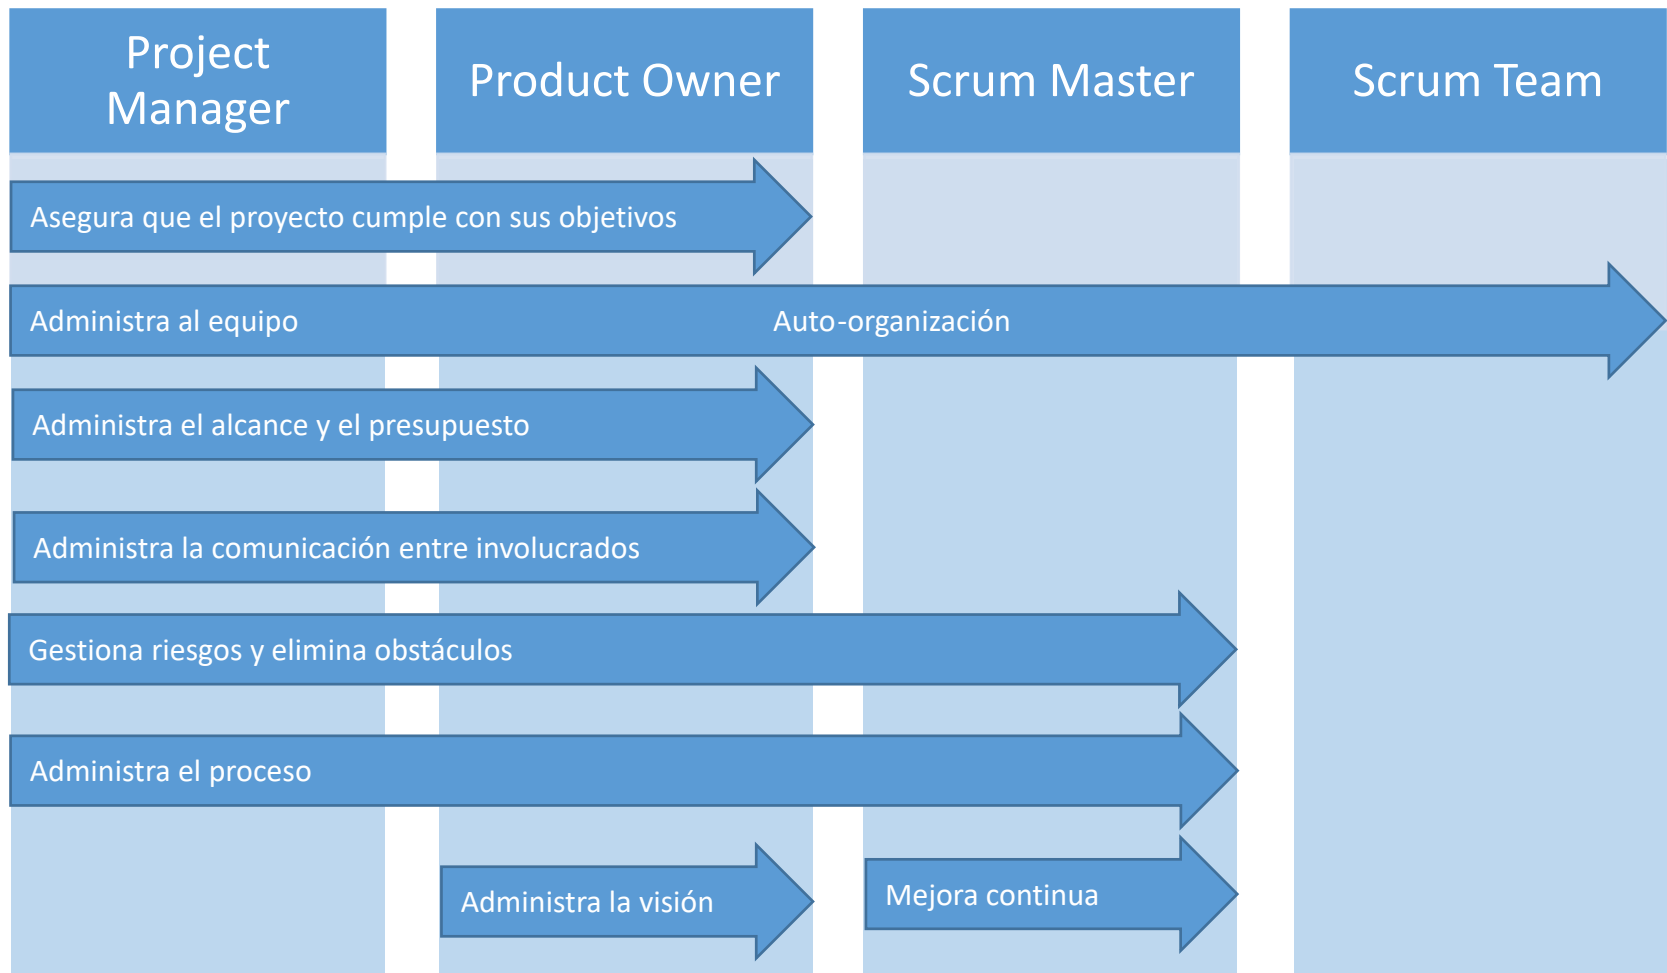 Project
Manager
Product Owner
Scrum Master
Scrum Team
Asegura que el proyecto cumple con sus objetivos
Administra al equipo
Auto-organización
Administra el alcance y el presupuesto
Administra la comunicación entre involucrados
Gestiona riesgos y elimina obstáculos
Administra el proceso
Administra la visión
Mejora continua